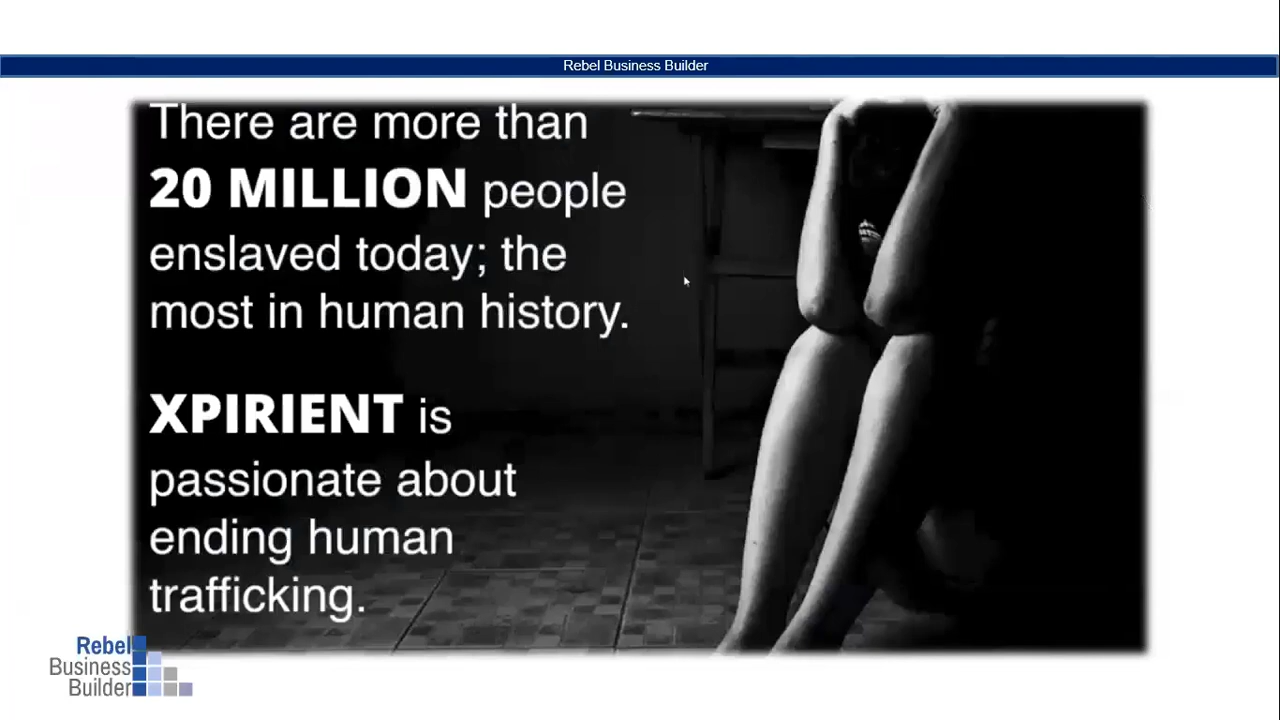 Rebel Business Builder
There are more than
20 MILLION people
enslaved today; the
most in human history.
XPIRIENT is
passionate about
ending human
trafficking.
Rebel
Business
Builder